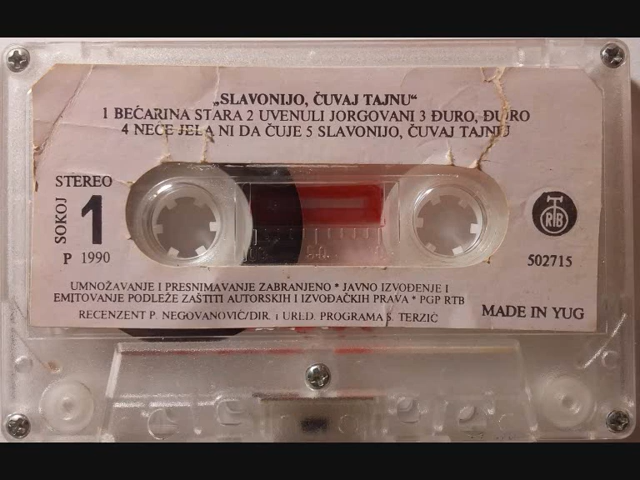 „SLAVONIJO, ČUVAJ TAJNU“
1 BEĆARINA STARA 2 UVENULI JORGOVANI 3 ĐURO, ĐURO
4 NEĆE JELA NI DA ČUJE 5 SLAVONIJO, ČUVAJ TAJNU
STEREO
SOKOJ
1
P 1990
RTB
502715
100
50
UMNOŽAVANJE I PRESNIMAVANJE ZABRANJENO * JAVNO IZVOĐENJE I
EMITOVANJE PODLEŽE ZAŠTITI AUTORSKIH I IZVOĐAČKIH PRAVA * PGP RTB
RECENZENT P. NEGOVANOVIĆ/DIR. I URED. PROGRAMA S. TERZIĆ
MADE IN YUG